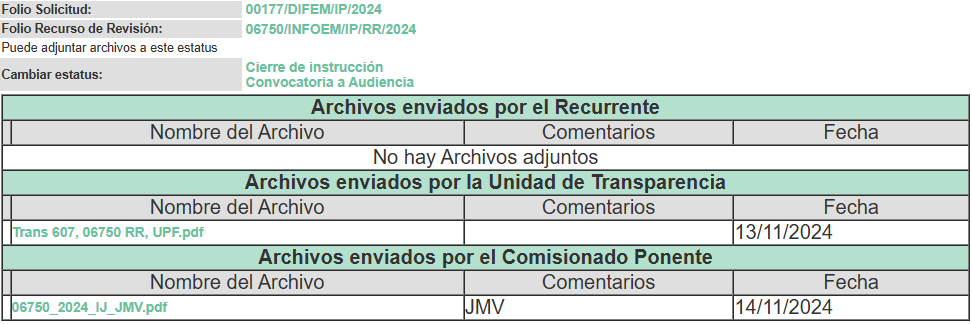 Folio Solicitud: 00177/DIFEM/IP/2024
Folio Recurso de Revisión: 06750/INFOEM/IP/RR/2024
Puede adjuntar archivos a este estatus
Cambiar estatus: Cierre de instrucción
Convocatoria a Audiencia
Archivos enviados por el Recurrente
Nombre del Archivo Comentarios Fecha
No hay Archivos adjuntos
Archivos enviados por la Unidad de Transparencia
Nombre del Archivo Comentarios Fecha
Trans 607, 06750 RR, UPF.pdf 13/11/2024
Archivos enviados por el Comisionado Ponente
Nombre del Archivo Comentarios Fecha
06750_2024_IJ_JMV.pdf JMV 14/11/2024